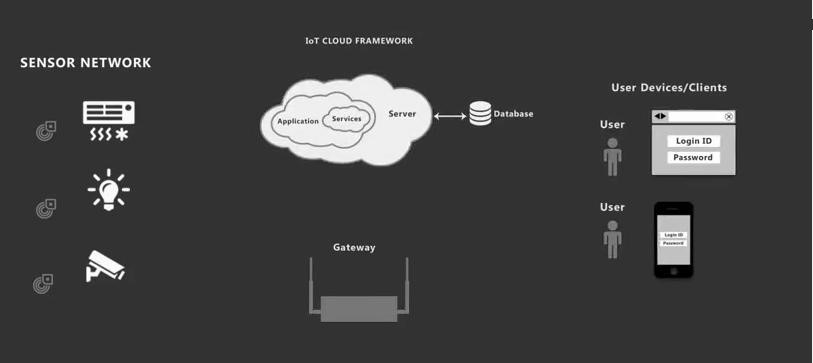 IoT CLOUD FRAMEWORK
SENSOR NETWORK
Application
Services
Server
Database
Gateway
User Devices/Clients
User
Login ID
Password
User
Login ID
Password